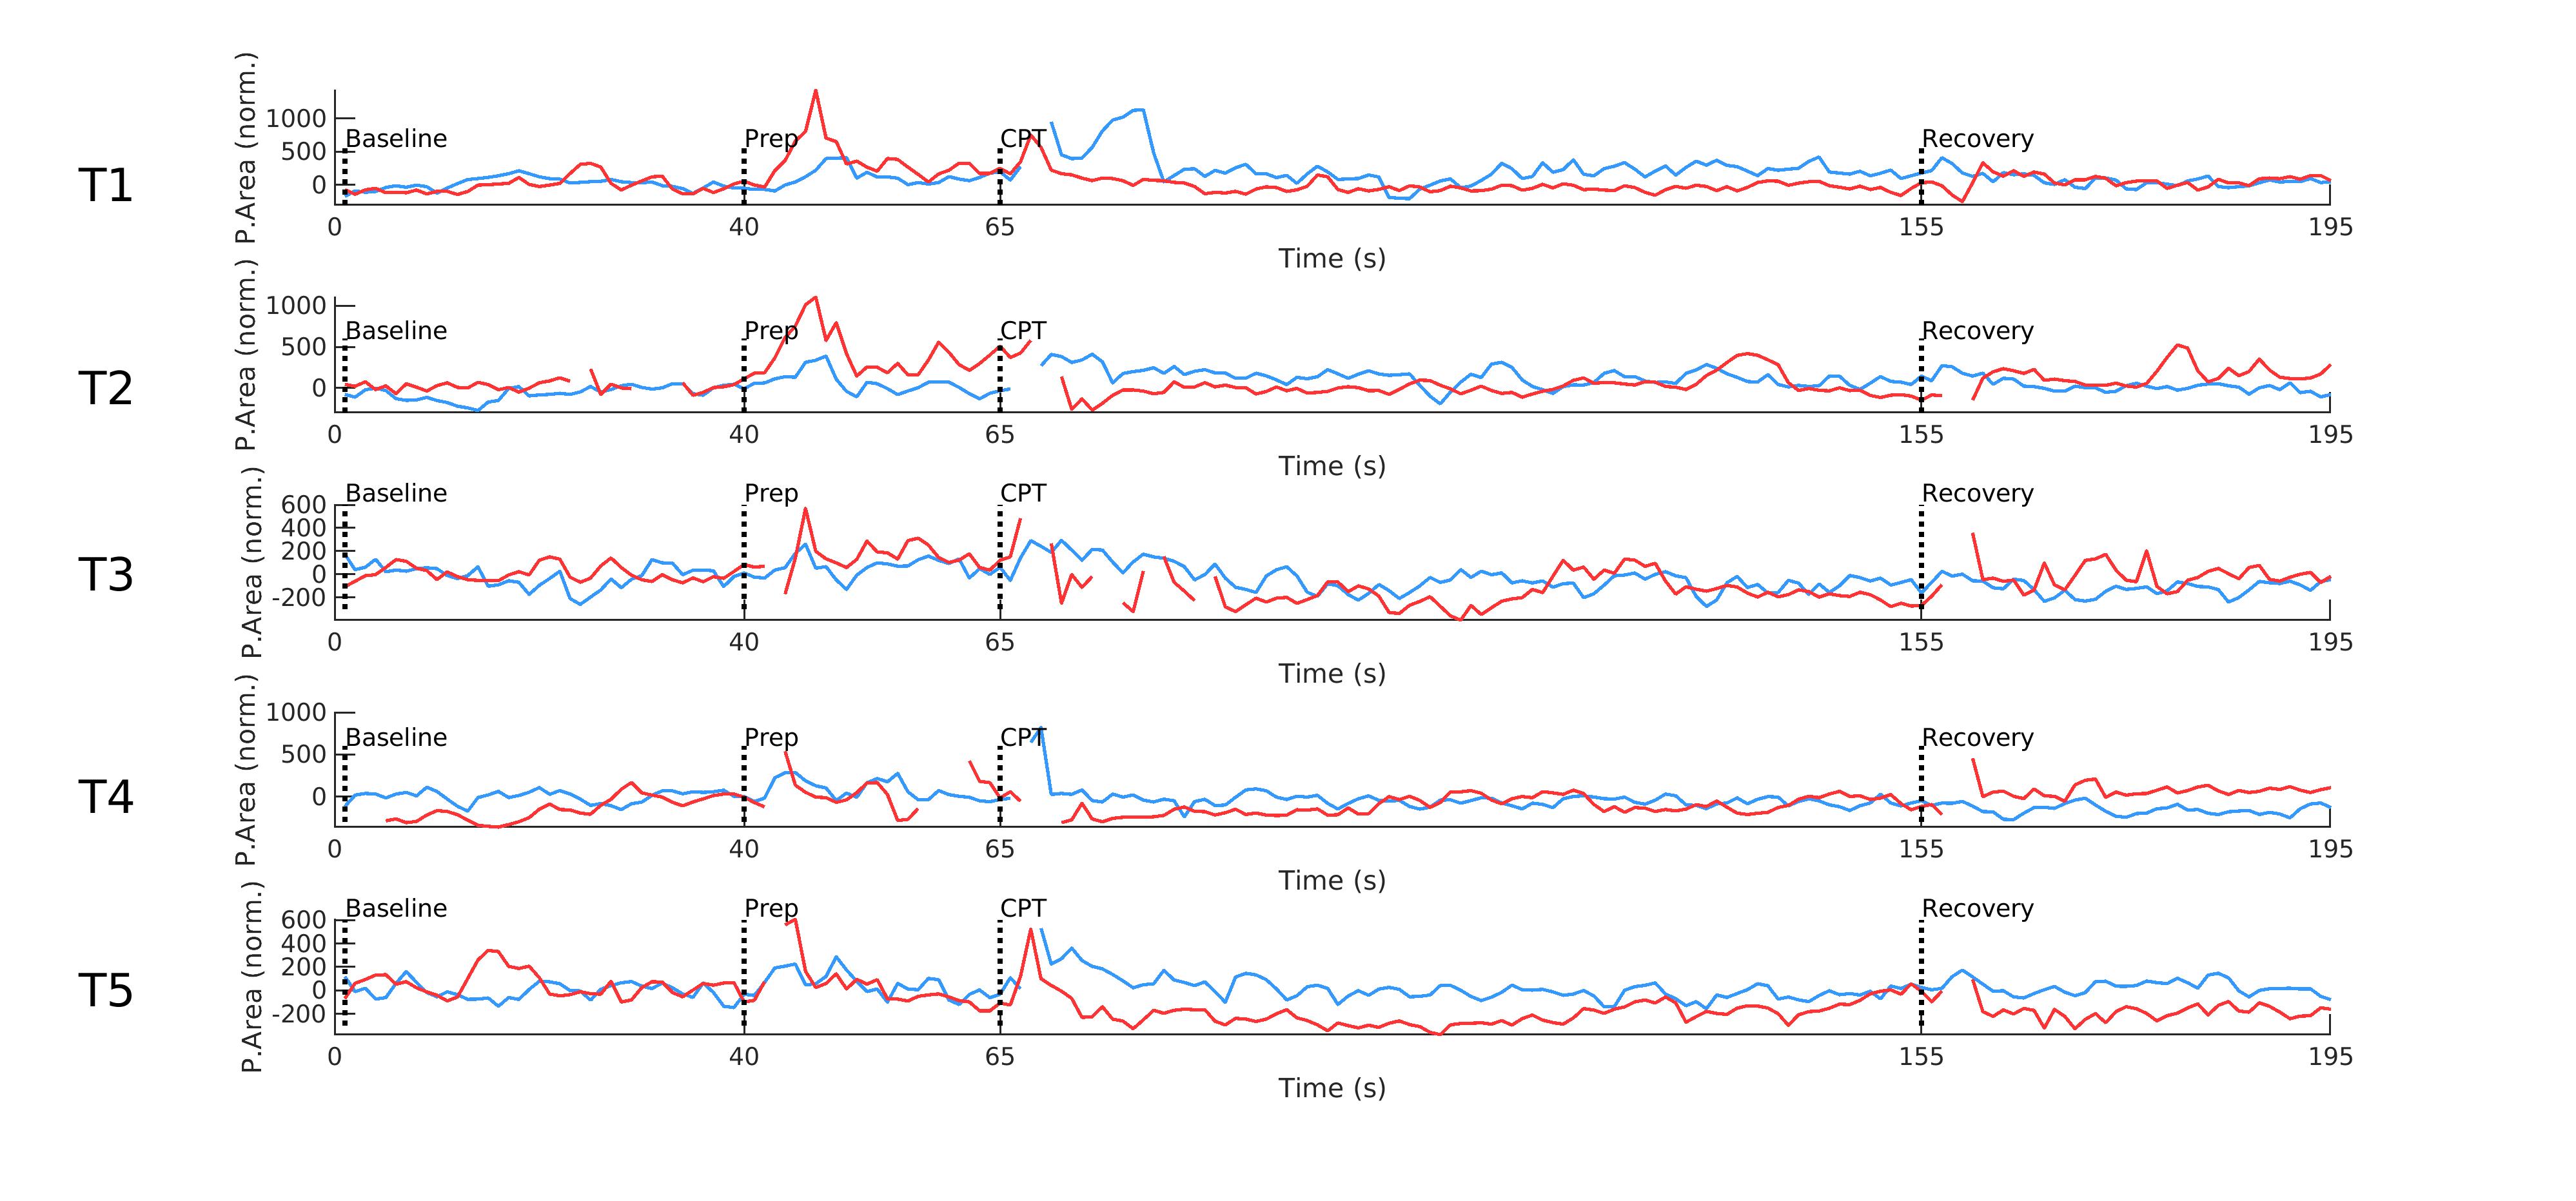 T1
P.Area (norm.)
1000
500
0
Baseline
Prep
CPT
Recovery
0 40 65 155 195
Time (s)
T2
P.Area (norm.)
1000
500
0
Baseline
Prep
CPT
Recovery
0 40 65 155 195
Time (s)
T3
P.Area (norm.)
600
400
200
0
-200
Baseline
Prep
CPT
Recovery
0 40 65 155 195
Time (s)
T4
P.Area (norm.)
1000
500
0
Baseline
Prep
CPT
Recovery
0 40 65 155 195
Time (s)
T5
P.Area (norm.)
600
400
200
0
-200
Baseline
Prep
CPT
Recovery
0 40 65 155 195
Time (s)